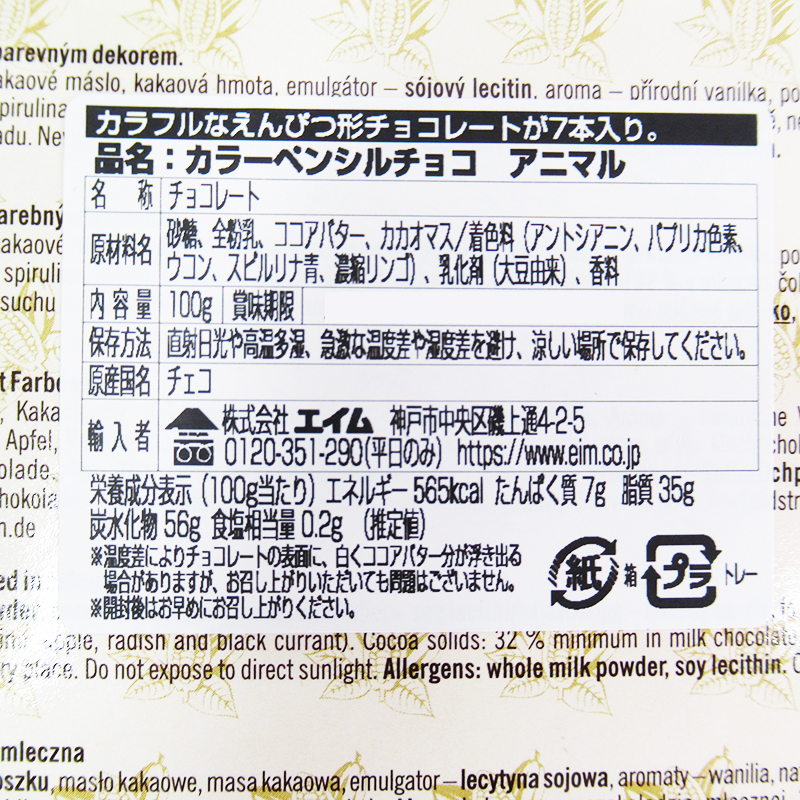 parevným dekorem.
akaové máslo, kakaová hmota, emulgátor – sójový lecitin, aroma – přírodní vanilka, po
spirulina
adu. Nev
カラフルなえんぴつ形チョコレートが7本入り。
品名：カラーペンシルチョコ　アニマル
名　称 チョコレート
原材料名 砂糖、全粉乳、ココアバター、カカオマス/着色料（アントシアニン、パプリカ色素、
ウコン、スピルリナ青、濃縮リンゴ）、乳化剤（大豆由来）、香料
内容量 100g 賞味期限
保存方法 直射日光や高温多湿、急激な温度差や湿度差を避け、涼しい場所で保存してください。
原産国名 チェコ
輸入者 株式会社 エイム　神戸市中央区磯上通4-2-5
0120-351-290(平日のみ) https://www.eim.co.jp
栄養成分表示（100g当たり）エネルギー 565kcal たんぱく質 7g 脂質 35g
炭水化物 56g 食塩相当量 0.2g （推定値）
※温度差によりチョコレートの表面に、白くココアバター分が浮き出る
場合がありますが、お召し上がりいただいても問題はございません。
※開封後はお早めにお召し上がりください。
紙 箱 プラ トレー
arebný
akaové
spiruli
suchu
t Farbe
, Kaka
Apfel,
olade.
hokola
n.de
ed in
apple, radish and black currant). Cocoa solids: 32 % minimum in milk chocolate
ry place. Do not expose to direct sunlight. Allergens: whole milk powder, soy lecithin.
mleczna
oszku, masło kakaowe, masa kakaowa, emulgator – lecytyna sojowa, aromaty – wanilia, na